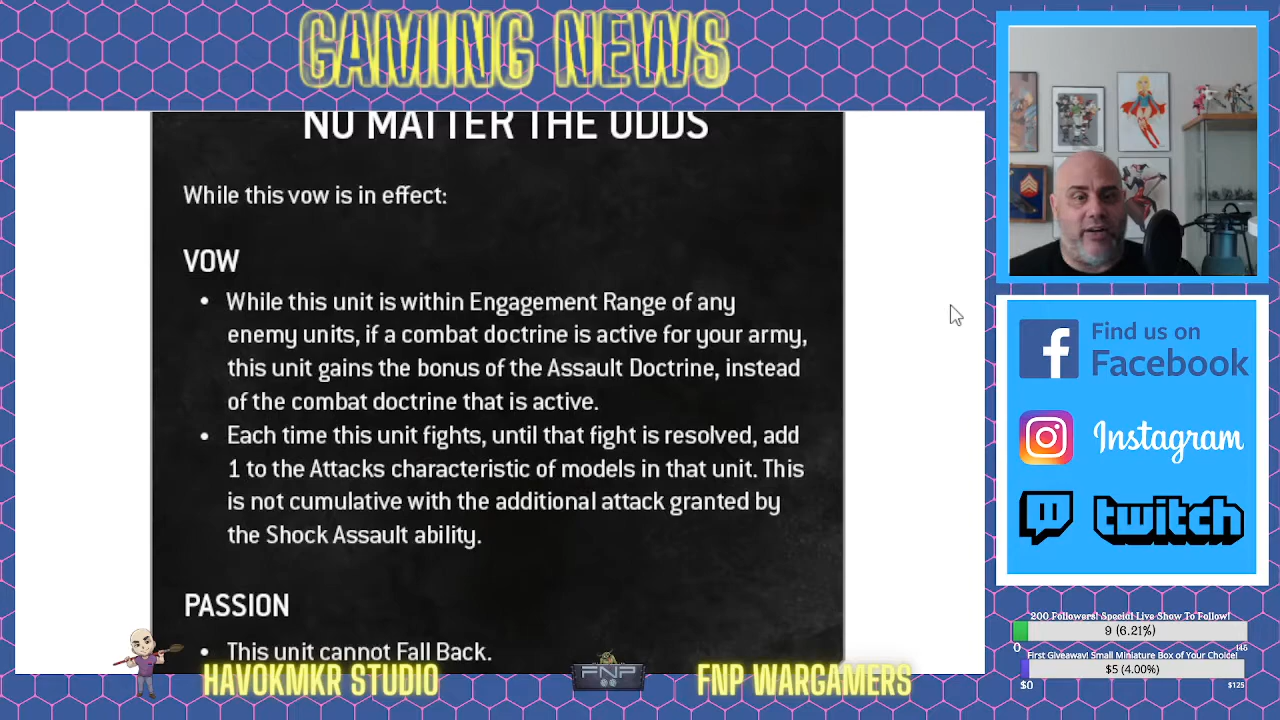 GAMING NEWS
NO MATTER THE ODDS
While this vow is in effect:
VOW
• While this unit is within Engagement Range of any
enemy units, if a combat doctrine is active for your army,
this unit gains the bonus of the Assault Doctrine, instead
of the combat doctrine that is active.
• Each time this unit fights, until that fight is resolved, add
1 to the Attacks characteristic of models in that unit. This
is not cumulative with the additional attack granted by
the Shock Assault ability.
PASSION
• This unit cannot Fall Back.
HAVOKMKR STUDIO
FNP
FNP WARGAMERS
Find us on
Facebook
Instagram
twitch
200 Followers! Special Live Show To Follow!
9 (6.21%)
0 145
First Giveaway! Small Miniature Box of Your Choice!
$5 (4.00%)
$0 $125